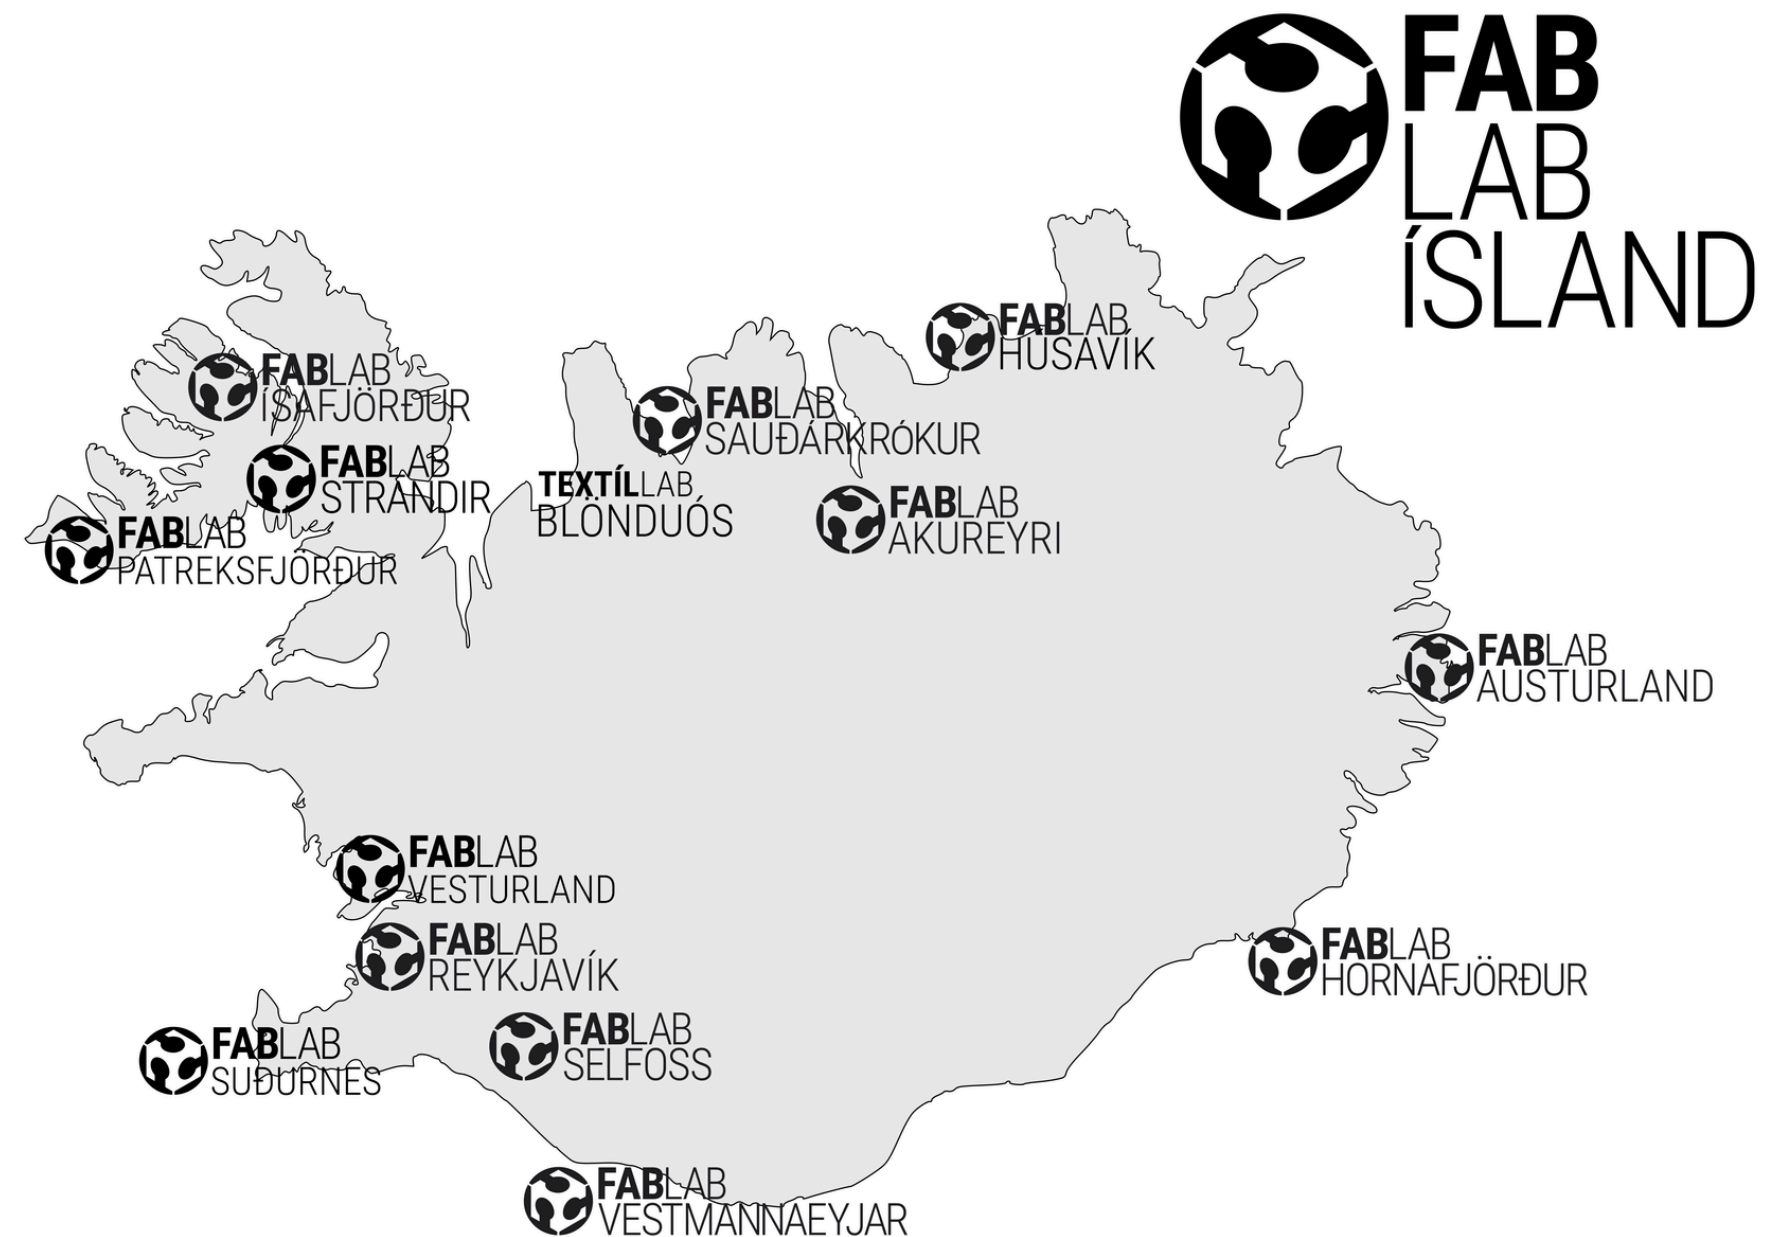 FAB
LAB
ÍSLAND
FABLAB
HÚSAVÍK
FABLAB
ÍSAFJÖRÐUR
FABLAB
SAUÐÁRKRÓKUR
FABLAB
STRANDIR
TEXTÍLLAB
BLÖNDUÓS
FABLAB
AKUREYRI
FABLAB
PATREKSFJÖRÐUR
FABLAB
AUSTURLAND
FABLAB
VESTURLAND
FABLAB
REYKJAVÍK
FABLAB
HORNAFJÖRÐUR
FABLAB
SELFOSS
FABLAB
SUÐURNES
FABLAB
VESTMANNAEYJAR